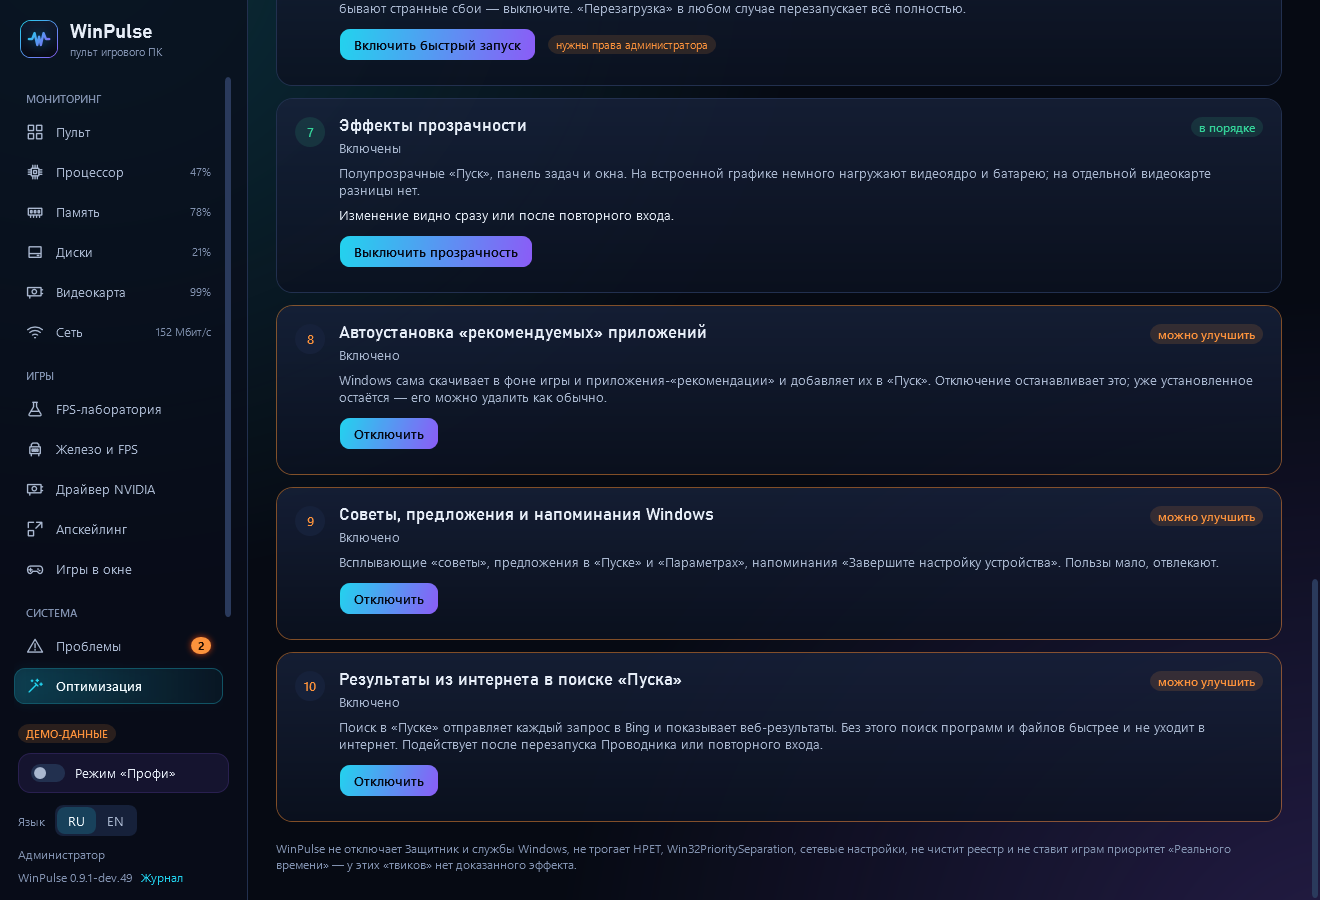 WinPulse
пульт игрового ПК
МОНИТОРИНГ
Пульт
Процессор 47%
Память 78%
Диски 21%
Видеокарта 99%
Сеть 152 Мбит/с
ИГРЫ
FPS-лаборатория
Железо и FPS
Драйвер NVIDIA
Апскейлинг
Игры в окне
СИСТЕМА
Проблемы 2
Оптимизация
ДЕМО-ДАННЫЕ
Режим «Профи»
Язык RU EN
Администратор
WinPulse 0.9.1-dev.49 Журнал
бывают странные сбои — выключите. «Перезагрузка» в любом случае перезапускает всё полностью.
Включить быстрый запуск нужны права администратора
7 Эффекты прозрачности в порядке
Включены
Полупрозрачные «Пуск», панель задач и окна. На встроенной графике немного нагружают видеоядро и батарею; на отдельной видеокарте
разницы нет.
Изменение видно сразу или после повторного входа.
Выключить прозрачность
8 Автоустановка «рекомендуемых» приложений можно улучшить
Включено
Windows сама скачивает в фоне игры и приложения-«рекомендации» и добавляет их в «Пуск». Отключение останавливает это; уже установленное
остаётся — его можно удалить как обычно.
Отключить
9 Советы, предложения и напоминания Windows можно улучшить
Включено
Всплывающие «советы», предложения в «Пуске» и «Параметрах», напоминания «Завершите настройку устройства». Пользы мало, отвлекают.
Отключить
10 Результаты из интернета в поиске «Пуска» можно улучшить
Включено
Поиск в «Пуске» отправляет каждый запрос в Bing и показывает веб-результаты. Без этого поиск программ и файлов быстрее и не уходит в
интернет. Подействует после перезапуска Проводника или повторного входа.
Отключить
WinPulse не отключает Защитник и службы Windows, не трогает HPET, Win32PrioritySeparation, сетевые настройки, не чистит реестр и не ставит играм приоритет «Реального
времени» — у этих «твиков» нет доказанного эффекта.